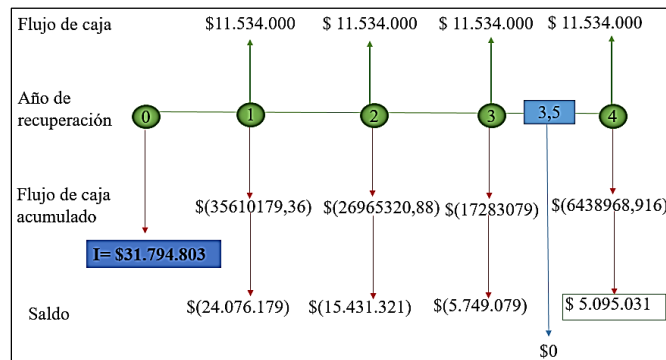 Flujo de caja $11.534.000 $ 11.534.000 $ 11.534.000 $ 11.534.000
Año de
recuperación 0 1 2 3 3,5 4
Flujo de caja
acumulado $(35610179,36) $(26965320,88) $(17283079) $(6438968,916)
I= $31.794.803
Saldo $(24.076.179) $(15.431.321) $(5.749.079) $ 5.095.031
$0